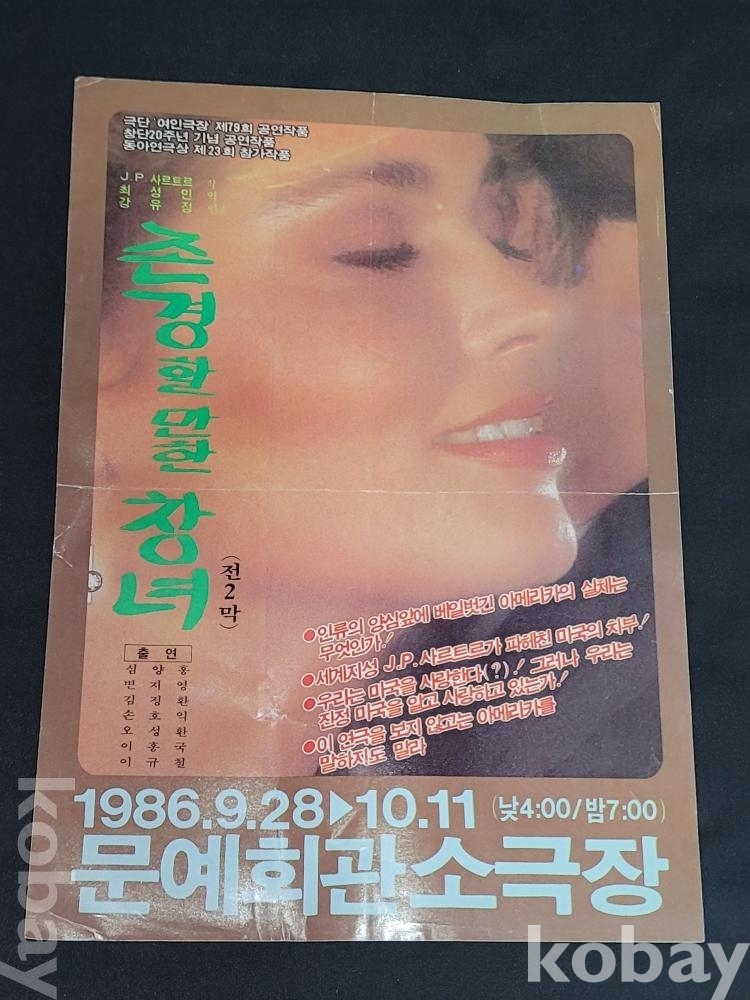 극단 '여인극장' 제79회 공연작품
창단20주년 기념 공연작품
동아연극상 제23회 참가작품
J.P.사르트르 작
최성민 역
강유정
존경할 만한 창녀
(전2막)
출연
심양홍
변지영
김징환
손호익
오성환
이홍국
이규철
●인류의 양심앞에 베일벗긴 아메리카의 실체는
무엇인가!
●세계지성 J.P.사르트르가 파헤친 미국의 치부!
●우리는 미국을 사랑한다(?)! 그러나 우리는
진정 미국을 알고 사랑하고 있는가!
●이 연극을 보지 않고는 아메리카를
말하지도 말라
1986.9.28▶10.11 (낮4:00/밤7:00)
문예회관소극장
kobay
kobay